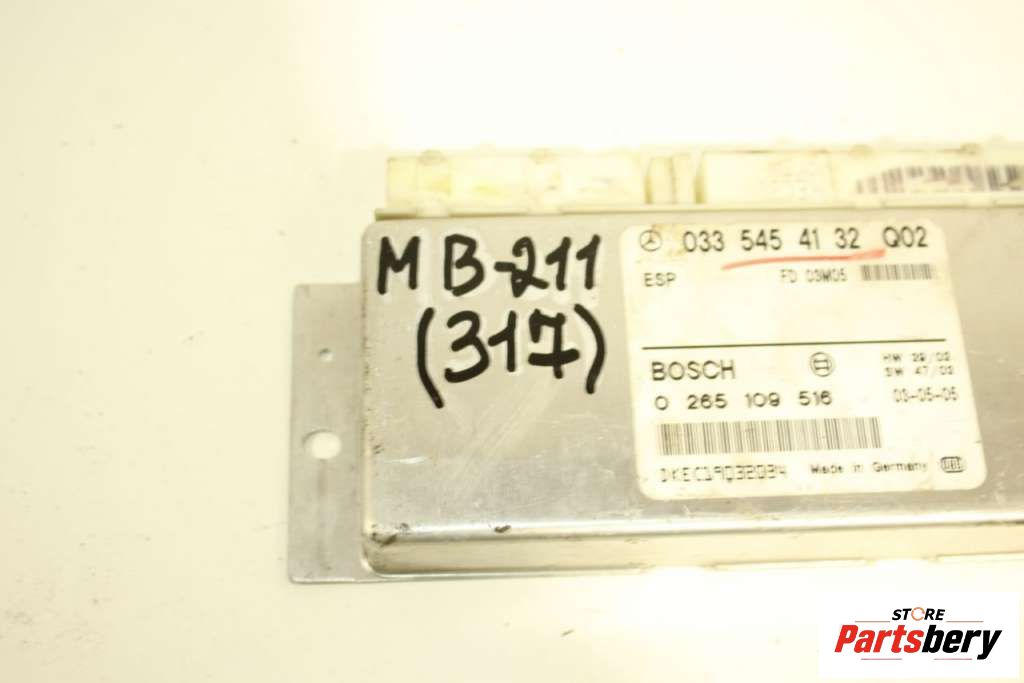 MB-211
(317)
033 545 41 32 Q02
ESP FD 03M05
BOSCH HW 29/02
SW 47/02
0 265 109 516 03-05-05
DKEC19032034 Made in Germany
STORE
Partsbery